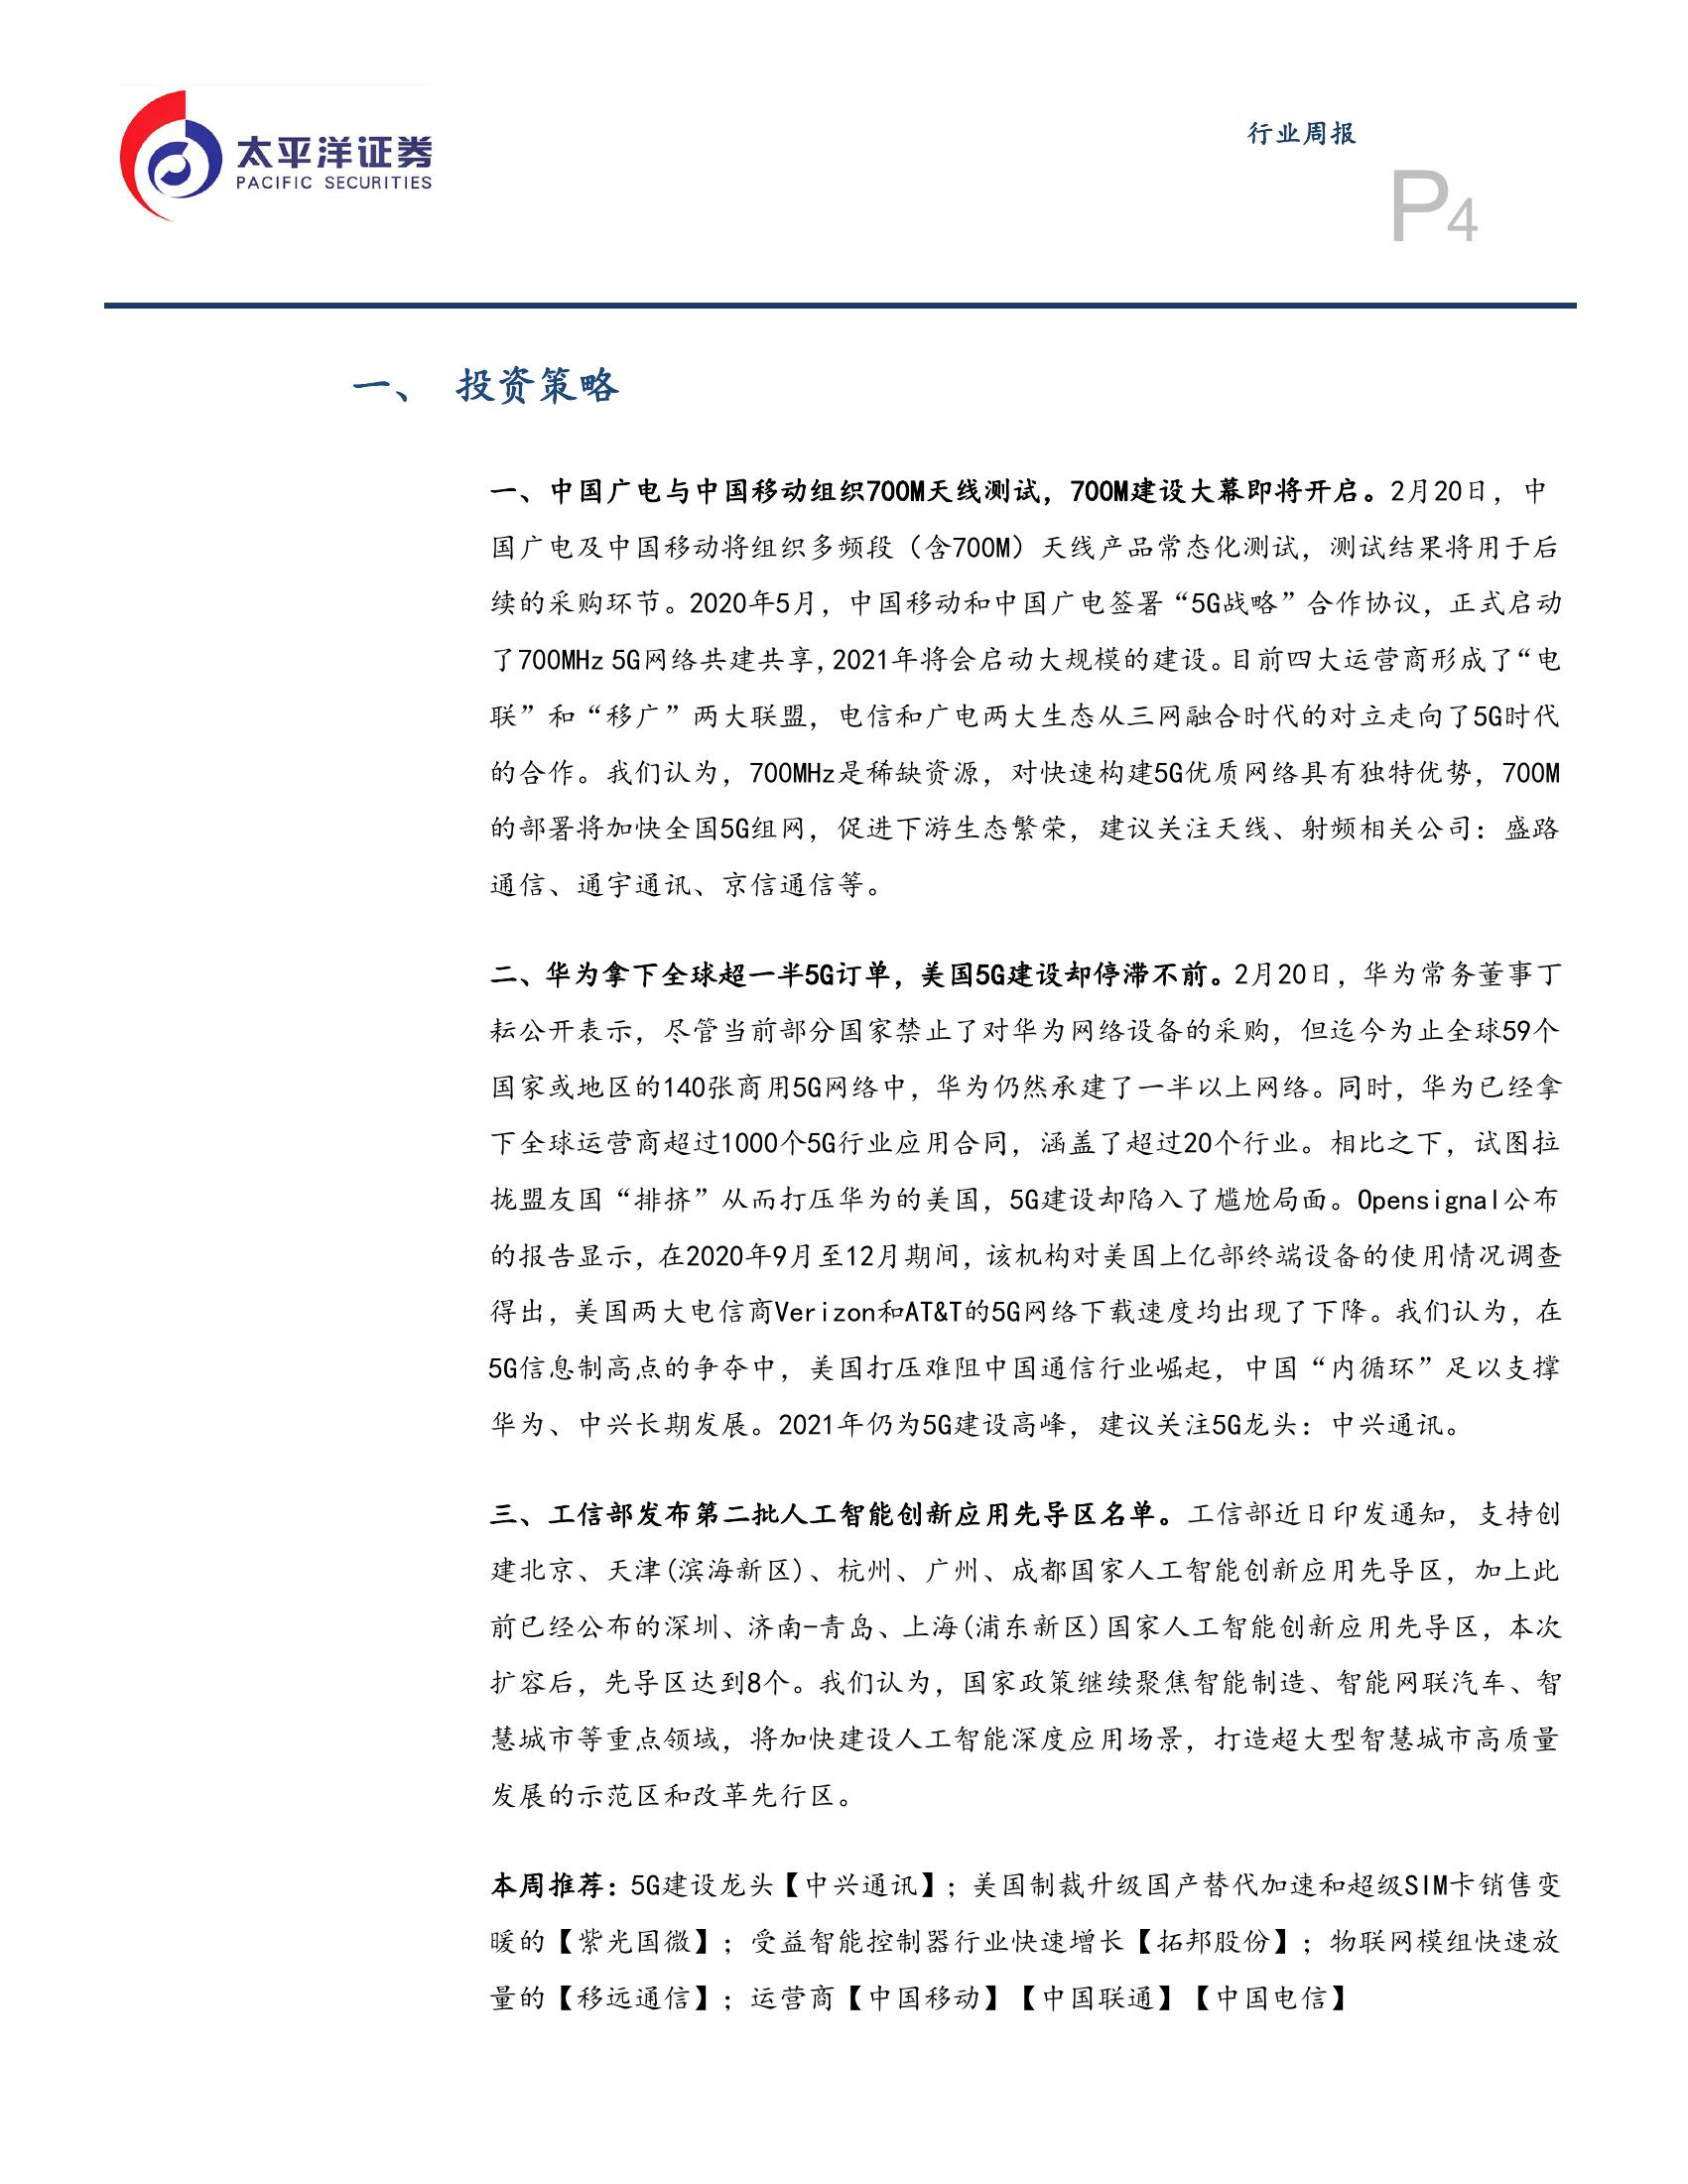 太平洋证券
PACIFIC SECURITIES
行业周报
P4
一、 投资策略
一、中国广电与中国移动组织700M天线测试，700M建设大幕即将开启。2月20日，中
国广电及中国移动将组织多频段（含700M）天线产品常态化测试，测试结果将用于后
续的采购环节。2020年5月，中国移动和中国广电签署“5G战略”合作协议，正式启动
了700MHz 5G网络共建共享，2021年将会启动大规模的建设。目前四大运营商形成了“电
联”和“移广”两大联盟，电信和广电两大生态从三网融合时代的对立走向了5G时代
的合作。我们认为，700MHz是稀缺资源，对快速构建5G优质网络具有独特优势，700M
的部署将加快全国5G组网，促进下游生态繁荣，建议关注天线、射频相关公司：盛路
通信、通宇通讯、京信通信等。
二、华为拿下全球超一半5G订单，美国5G建设却停滞不前。2月20日，华为常务董事丁
耘公开表示，尽管当前部分国家禁止了对华为网络设备的采购，但迄今为止全球59个
国家或地区的140张商用5G网络中，华为仍然承建了一半以上网络。同时，华为已经拿
下全球运营商超过1000个5G行业应用合同，涵盖了超过20个行业。相比之下，试图拉
拢盟友国“排挤”从而打压华为的美国，5G建设却陷入了尴尬局面。Opensignal公布
的报告显示，在2020年9月至12月期间，该机构对美国上亿部终端设备的使用情况调查
得出，美国两大电信商Verizon和AT&T的5G网络下载速度均出现了下降。我们认为，在
5G信息制高点的争夺中，美国打压难阻中国通信行业崛起，中国“内循环”足以支撑
华为、中兴长期发展。2021年仍为5G建设高峰，建议关注5G龙头：中兴通讯。
三、工信部发布第二批人工智能创新应用先导区名单。工信部近日印发通知，支持创
建北京、天津(滨海新区)、杭州、广州、成都国家人工智能创新应用先导区，加上此
前已经公布的深圳、济南-青岛、上海(浦东新区)国家人工智能创新应用先导区，本次
扩容后，先导区达到8个。我们认为，国家政策继续聚焦智能制造、智能网联汽车、智
慧城市等重点领域，将加快建设人工智能深度应用场景，打造超大型智慧城市高质量
发展的示范区和改革先行区。
本周推荐：5G建设龙头【中兴通讯】；美国制裁升级国产替代加速和超级SIM卡销售变
暖的【紫光国微】；受益智能控制器行业快速增长【拓邦股份】；物联网模组快速放
量的【移远通信】；运营商【中国移动】【中国联通】【中国电信】